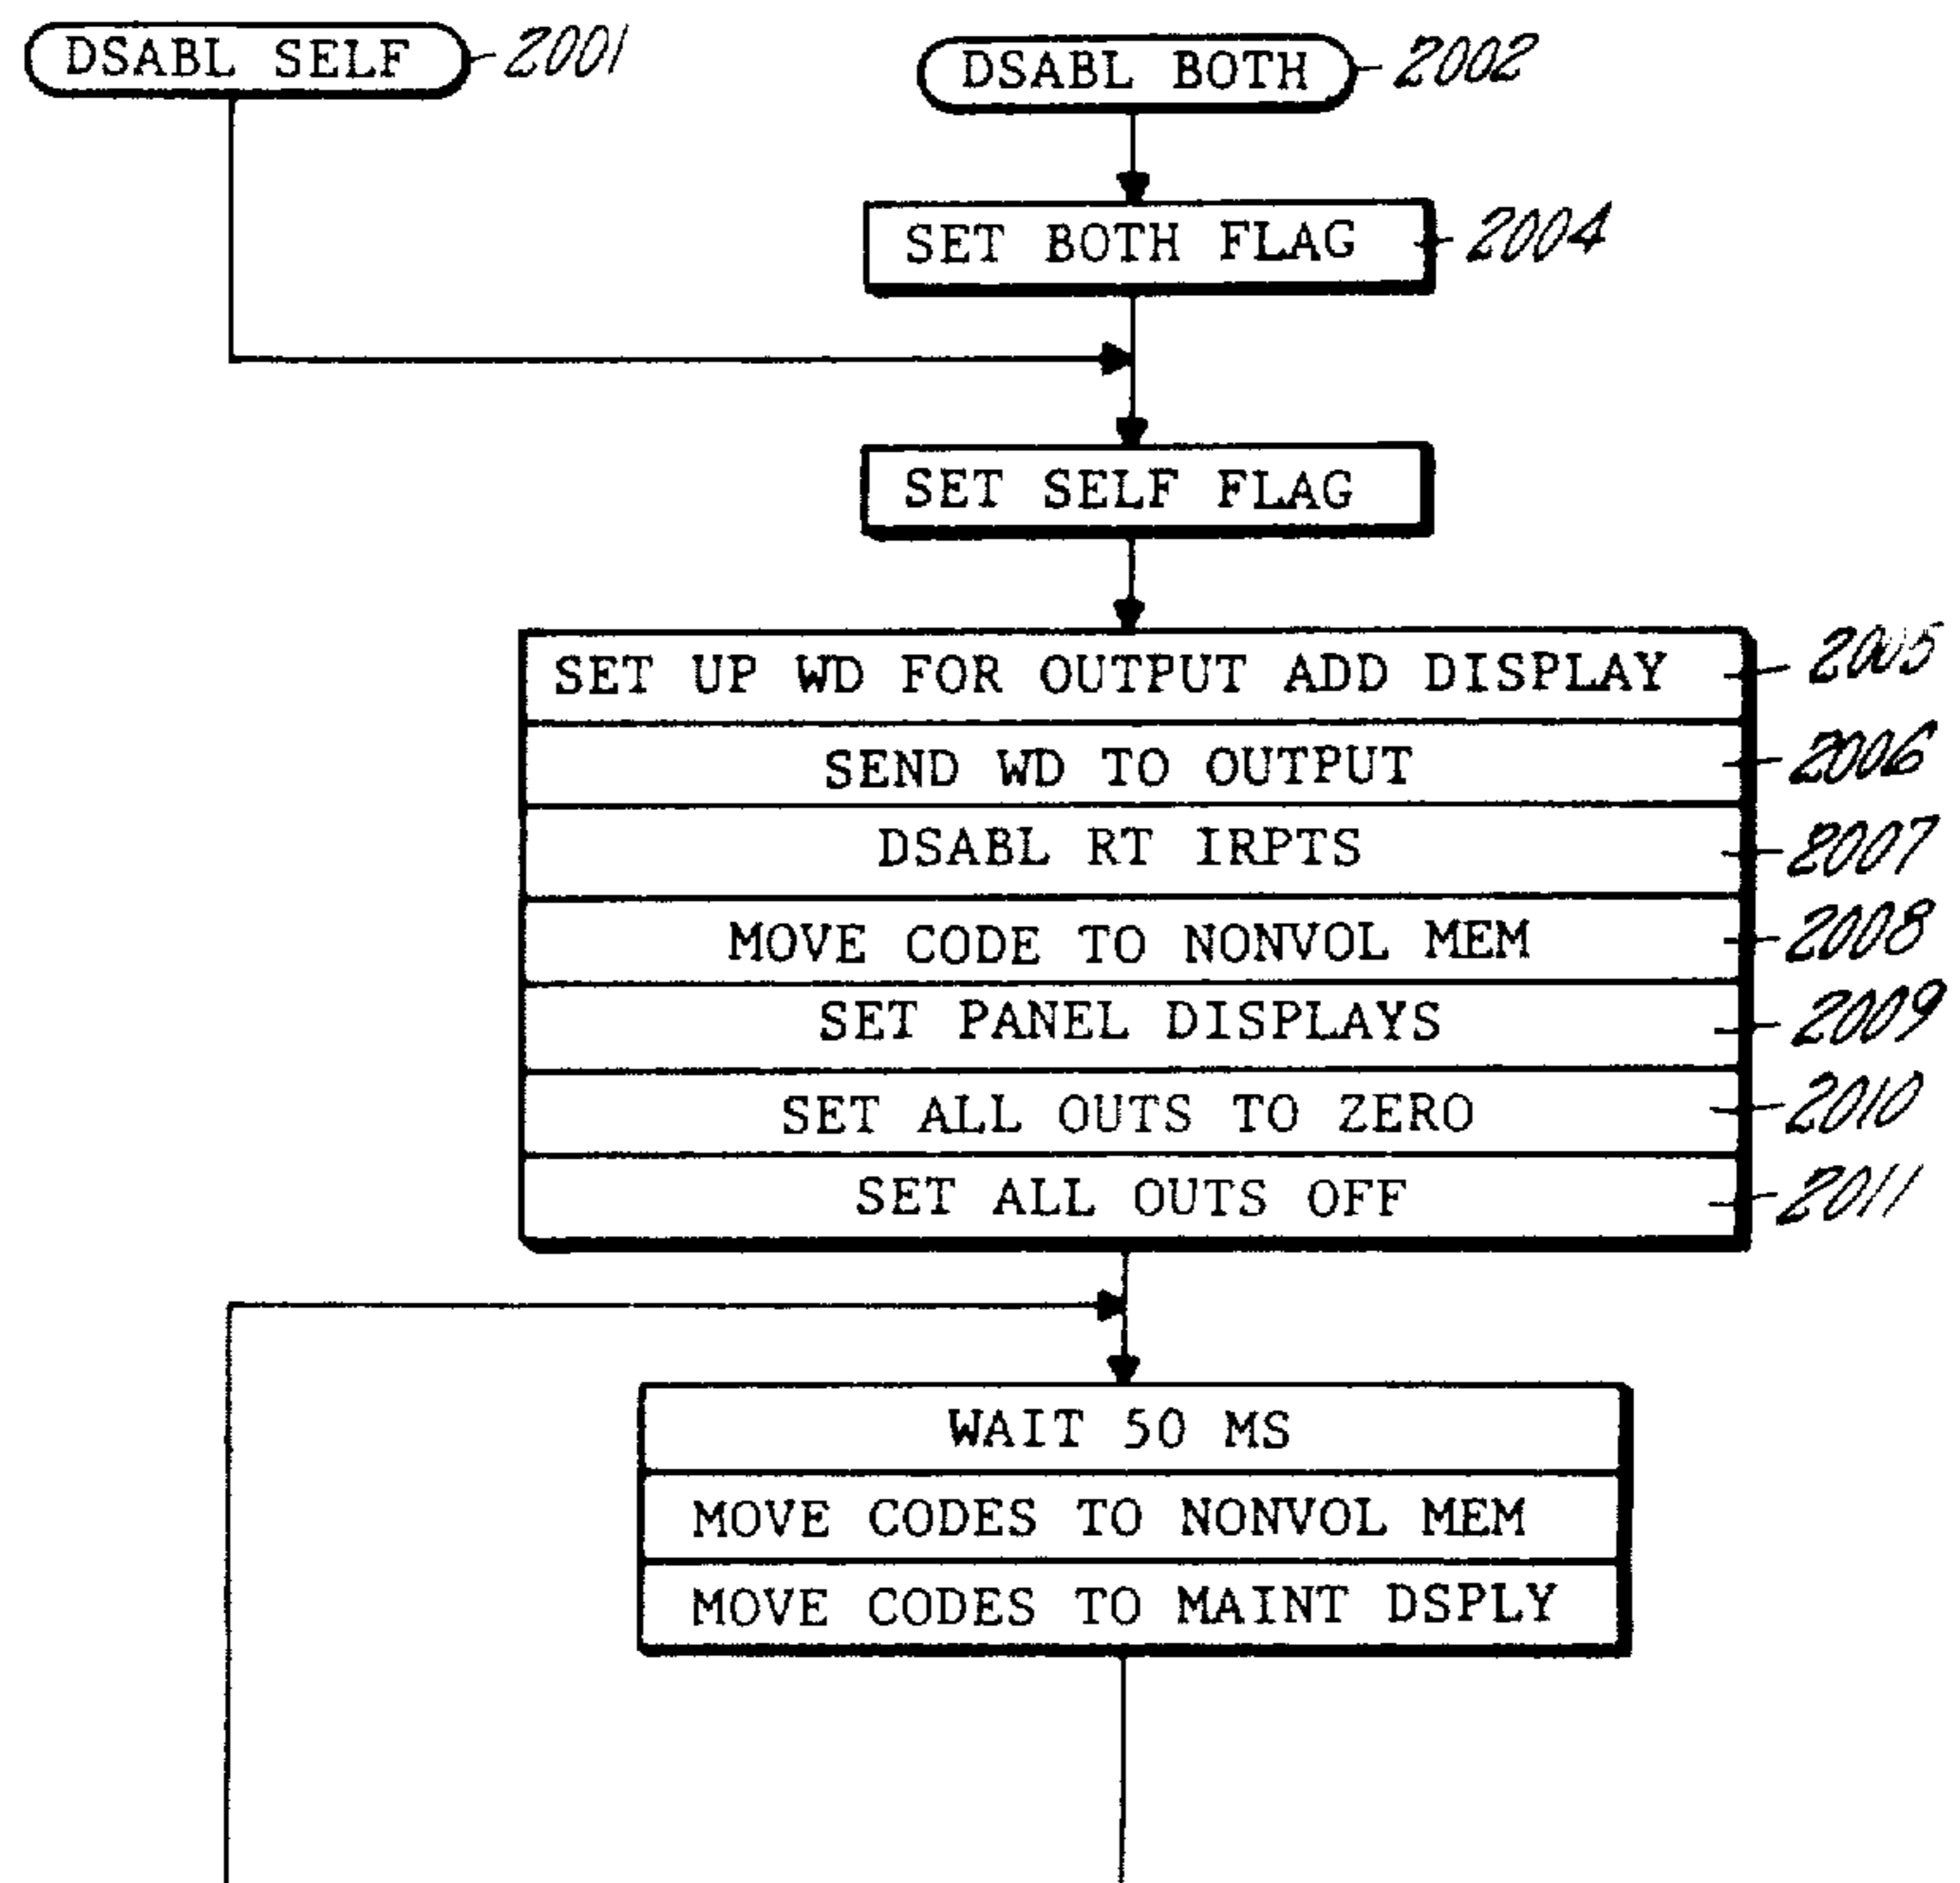 DSABL SELF 2001
DSABL BOTH 2002
SET BOTH FLAG 2004
SET SELF FLAG
SET UP WD FOR OUTPUT ADD DISPLAY 2005
SEND WD TO OUTPUT 2006
DSABL RT IRPTS 2007
MOVE CODE TO NONVOL MEM 2008
SET PANEL DISPLAYS 2009
SET ALL OUTS TO ZERO 2010
SET ALL OUTS OFF 2011
WAIT 50 MS
MOVE CODES TO NONVOL MEM
MOVE CODES TO MAINT DSPLY